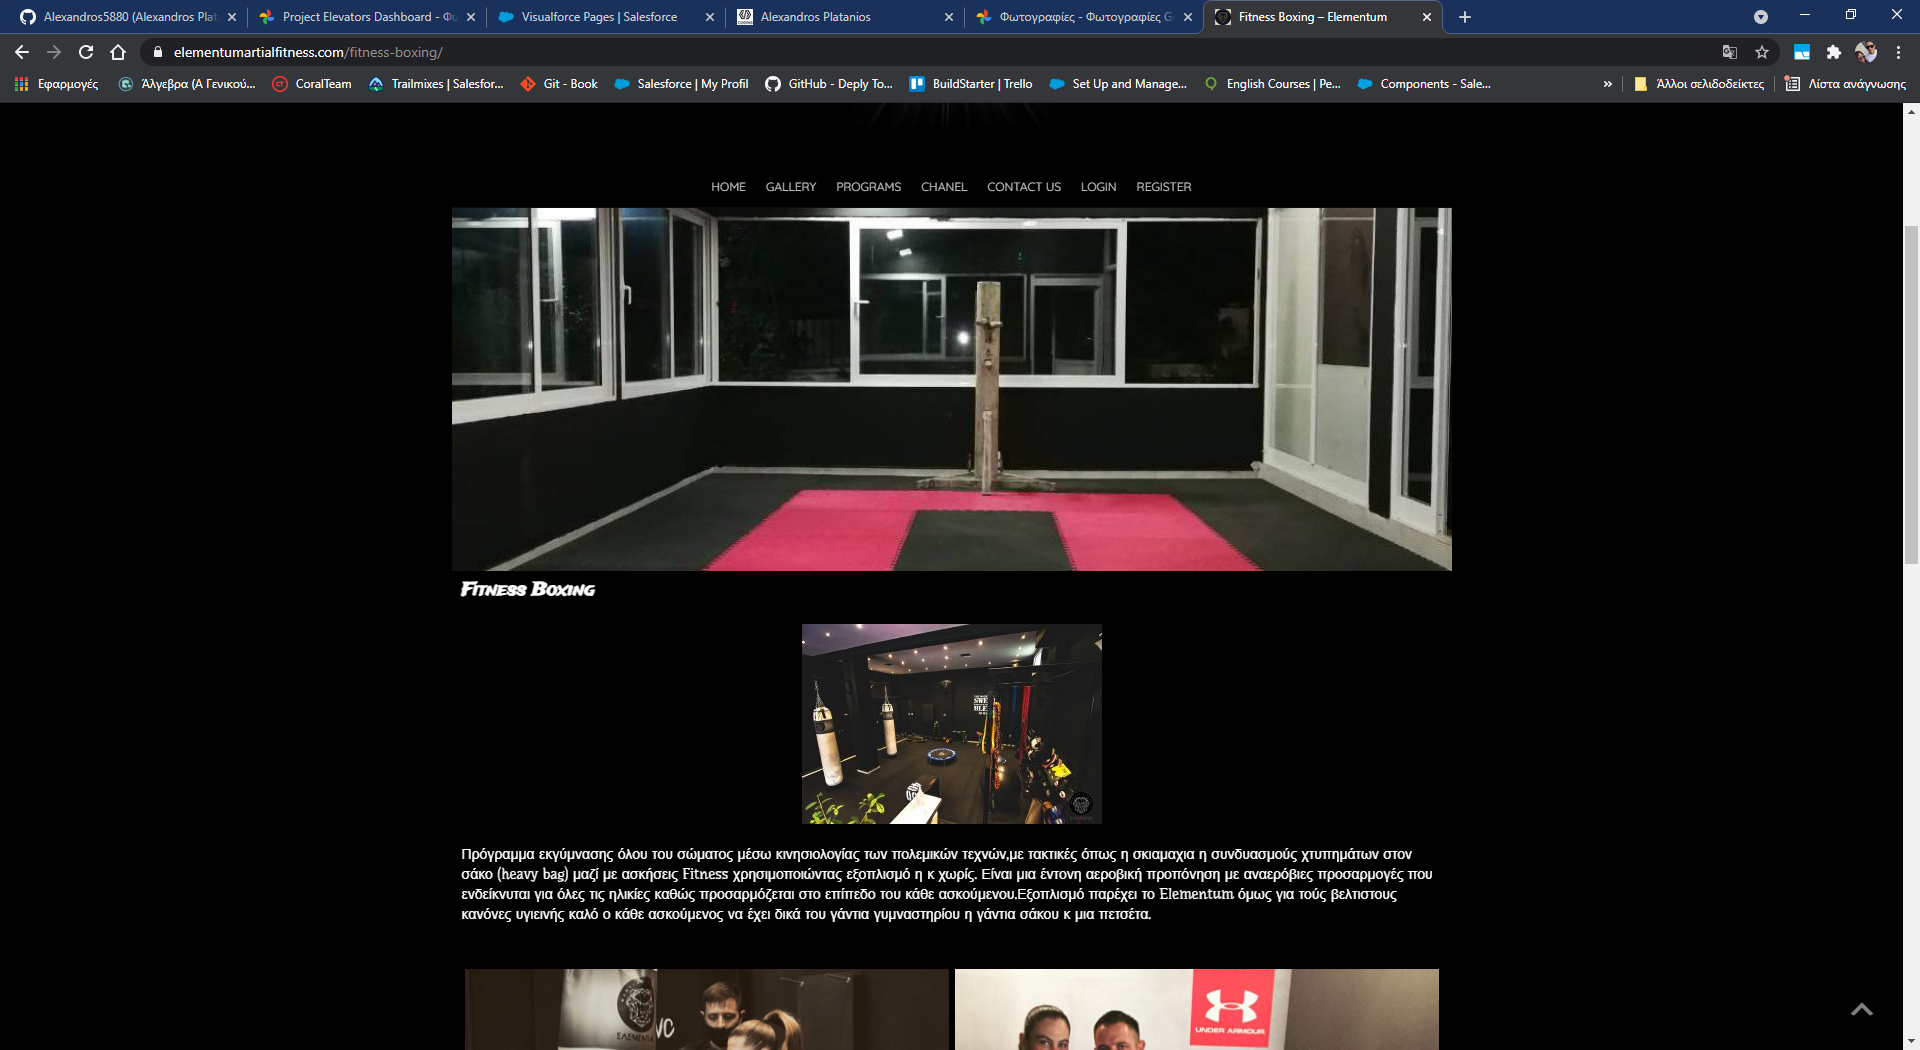 Alexandros5880 (Alexandros Plat
Project Elevators Dashboard - Φω
Visualforce Pages | Salesforce
Alexandros Platanios
Φωτογραφίες - Φωτογραφίες G
Fitness Boxing – Elementum
elementumartialfitness.com/fitness-boxing/
Εφαρμογές
Άλγεβρα (Α Γενικού...
CoralTeam
Trailmixes | Salesfor...
Git - Book
Salesforce | My Profil
GitHub - Deply To...
BuildStarter | Trello
Set Up and Manage...
English Courses | Pe...
Components - Sale...
»
Άλλοι σελιδοδείκτες
Λίστα ανάγνωσης
HOME GALLERY PROGRAMS CHANEL CONTACT US LOGIN REGISTER
Fitness Boxing
Πρόγραμμα εκγύμνασης όλου του σώματος μέσω κινησιολογίας των πολεμικών τεχνών,με τακτικές όπως η σκιαμαχια η συνδυασμούς χτυπημάτων στον
σάκο (heavy bag) μαζί με ασκήσεις Fitness χρησιμοποιώντας εξοπλισμό η κ χωρίς. Είναι μια έντονη αεροβική προπόνηση με αναερόβιες προσαρμογές που
ενδείκνυται για όλες τις ηλικίες καθώς προσαρμόζεται στο επίπεδο του κάθε ασκούμενου.Εξοπλισμό παρέχει το Elementum όμως για τούς βελτιστους
κανόνες υγιεινής καλό ο κάθε ασκούμενος να έχει δικά του γάντια γυμναστηρίου η γάντια σάκου κ μια πετσέτα.
UNDER ARMOUR